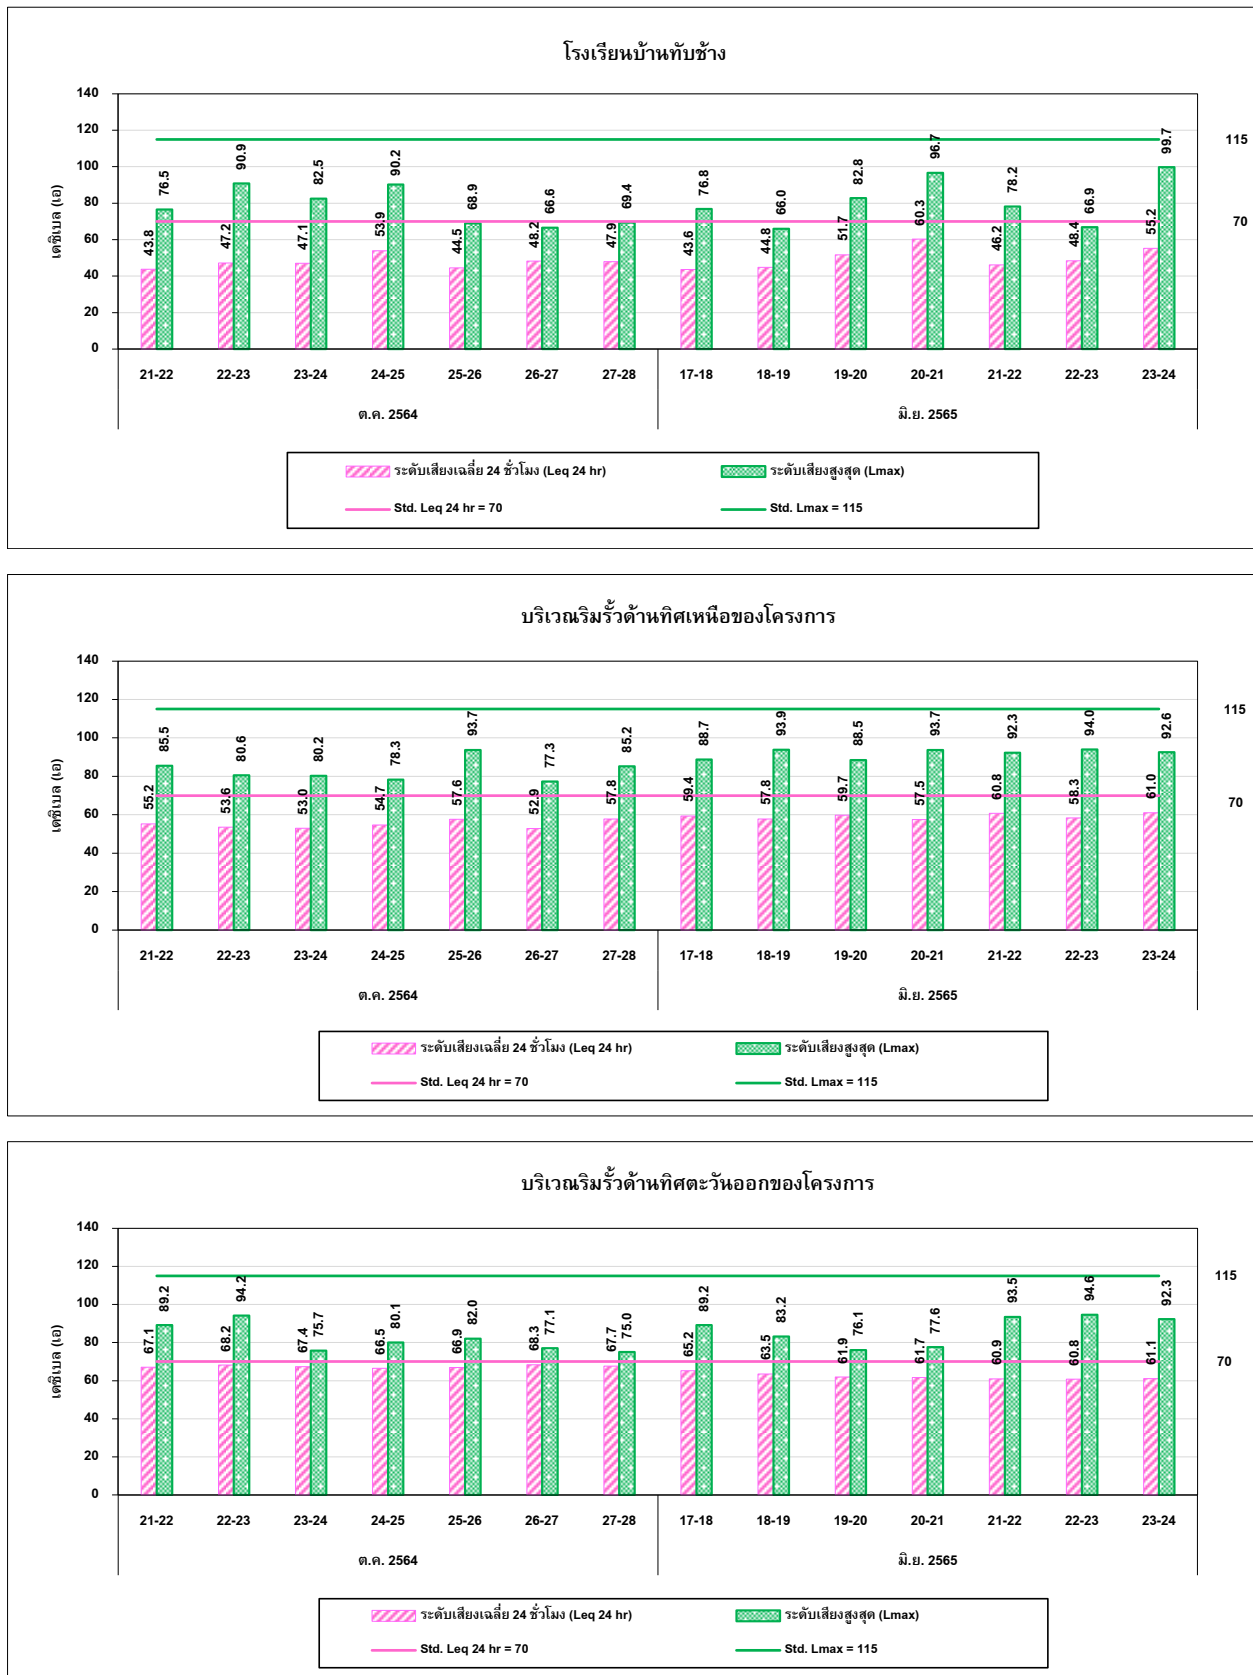 โรงเรียนบ้านทับช้าง
140
120
100
80
60
40
20
0
เดซิเบล (เอ)
43.8 76.5 47.2 90.9 47.1 82.5 53.9 90.2 44.5 68.9 48.2 66.6 47.9 69.4 43.6 76.8 44.8 66.0 51.7 82.8 60.3 96.7 46.2 78.2 48.4 66.9 55.2 99.7
115
70
21-22 22-23 23-24 24-25 25-26 26-27 27-28 17-18 18-19 19-20 20-21 21-22 22-23 23-24
ต.ค. 2564 มิ.ย. 2565
ระดับเสียงเฉลี่ย 24 ชั่วโมง (Leq 24 hr) ระดับเสียงสูงสุด (Lmax)
Std. Leq 24 hr = 70 Std. Lmax = 115
บริเวณริมรั้วด้านทิศเหนือของโครงการ
140
120
100
80
60
40
20
0
เดซิเบล (เอ)
55.2 85.5 53.6 80.6 53.0 80.2 54.7 78.3 57.6 93.7 52.9 77.3 57.8 85.2 59.4 88.7 57.8 93.9 59.7 88.5 57.5 93.7 60.8 92.3 58.3 94.0 61.0 92.6
115
70
21-22 22-23 23-24 24-25 25-26 26-27 27-28 17-18 18-19 19-20 20-21 21-22 22-23 23-24
ต.ค. 2564 มิ.ย. 2565
ระดับเสียงเฉลี่ย 24 ชั่วโมง (Leq 24 hr) ระดับเสียงสูงสุด (Lmax)
Std. Leq 24 hr = 70 Std. Lmax = 115
บริเวณริมรั้วด้านทิศตะวันออกของโครงการ
140
120
100
80
60
40
20
0
เดซิเบล (เอ)
67.1 89.2 68.2 94.2 67.4 75.7 66.5 80.1 66.9 82.0 68.3 77.1 67.7 75.0 65.2 89.2 63.5 83.2 61.9 76.1 61.7 77.6 60.9 93.5 60.8 94.6 61.1 92.3
115
70
21-22 22-23 23-24 24-25 25-26 26-27 27-28 17-18 18-19 19-20 20-21 21-22 22-23 23-24
ต.ค. 2564 มิ.ย. 2565
ระดับเสียงเฉลี่ย 24 ชั่วโมง (Leq 24 hr) ระดับเสียงสูงสุด (Lmax)
Std. Leq 24 hr = 70 Std. Lmax = 115